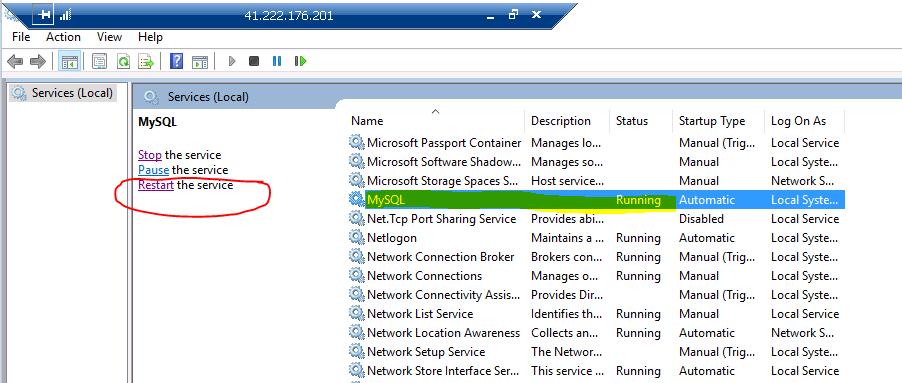 41.222.176.201
File Action View Help
Services (Local)
Services (Local)
MySQL
Stop the service
Pause the service
Restart the service
Name Description Status Startup Type Log On As
Microsoft Passport Container Manages lo... Manual (Trig... Local Service
Microsoft Software Shadow... Manages so... Manual Local Syste...
Microsoft Storage Spaces S... Host service... Manual Network S...
MySQL Running Automatic Local Syste...
Net.Tcp Port Sharing Service Provides abi... Disabled Local Service
Netlogon Maintains a ... Running Automatic Local Syste...
Network Connection Broker Brokers con... Running Manual (Trig... Local Syste...
Network Connections Manages o... Running Manual Local Syste...
Network Connectivity Assis... Provides Dir... Manual (Trig... Local Syste...
Network List Service Identifies th... Running Manual Local Service
Network Location Awareness Collects an... Running Automatic Network S...
Network Setup Service The Networ... Manual (Trig... Local Syste...
Network Store Interface Ser... This service ... Running Automatic Local Service